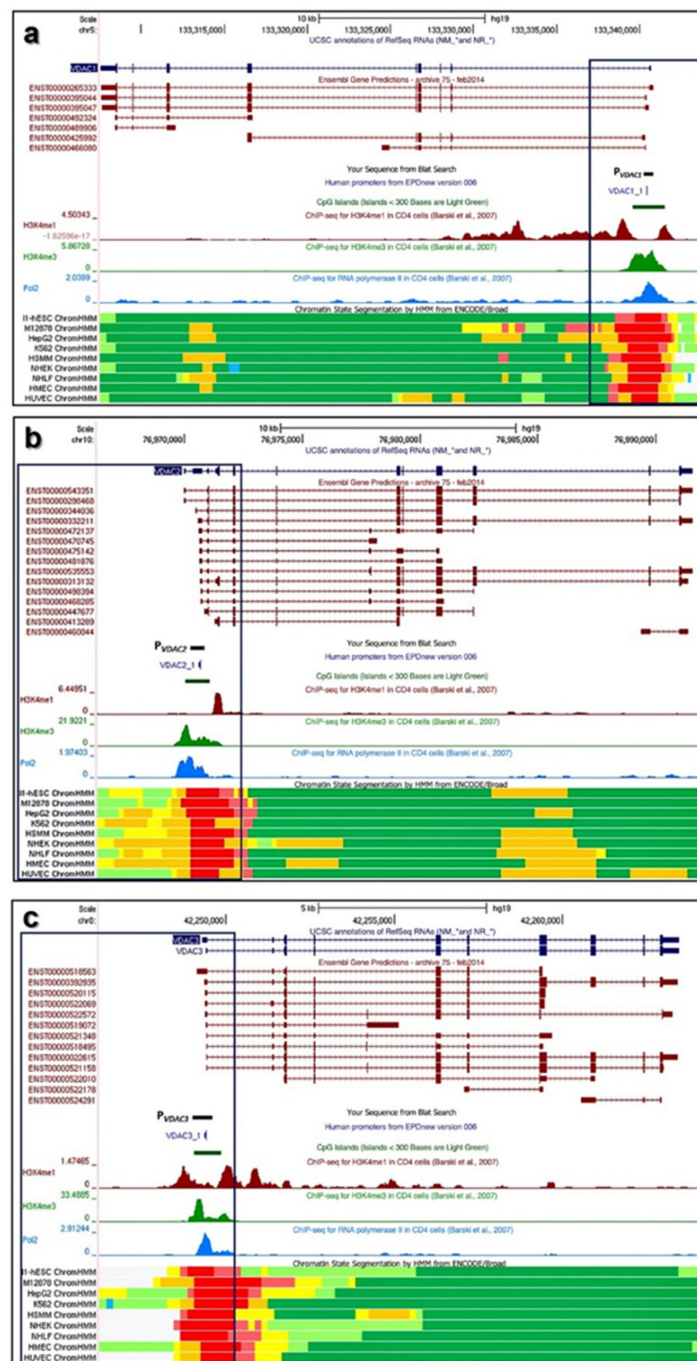 a
Scale 10 kb hg19
chr5: 133,315,000 133,320,000 133,325,000 133,330,000 133,335,000 133,340,000
UCSC annotations of RefSeq RNAs (NM_* and NR_*)
VDAC1
Ensembl Gene Predictions - archive 75 - feb2014
ENST00000265333
ENST00000395044
ENST00000395047
ENST00000492324
ENST00000489906
ENST00000425992
ENST00000466080
Your Sequence from Blat Search
PVDAC1
Human promoters from EPDnew version 006
VDAC1_1
CpG Islands (Islands < 300 Bases are Light Green)
4.50343
ChIP-seq for H3K4me1 in CD4 cells (Barski et al., 2007)
H3K4me1
-1.62596e-17
5.86728
ChIP-seq for H3K4me3 in CD4 cells (Barski et al., 2007)
H3K4me3
0
2.0389
ChIP-seq for RNA polymerase II in CD4 cells (Barski et al., 2007)
Pol2
0
Chromatin State Segmentation by HMM from ENCODE/Broad
l1-hESC ChromHMM
M12878 ChromHMM
HepG2 ChromHMM
K562 ChromHMM
HSMM ChromHMM
NHEK ChromHMM
NHLF ChromHMM
HMEC ChromHMM
HUVEC ChromHMM
b
Scale 10 kb hg19
chr10: 76,970,000 76,975,000 76,980,000 76,985,000 76,990,000
UCSC annotations of RefSeq RNAs (NM_* and NR_*)
VDAC2
Ensembl Gene Predictions - archive 75 - feb2014
ENST00000543351
ENST00000298468
ENST00000344036
ENST00000332211
ENST00000472137
ENST00000470745
ENST00000475142
ENST00000481876
ENST00000535553
ENST00000313132
ENST00000498394
ENST00000468285
ENST00000447677
ENST00000413289
ENST00000460044
Your Sequence from Blat Search
PVDAC2
Human promoters from EPDnew version 006
VDAC2_1
CpG Islands (Islands < 300 Bases are Light Green)
6.44951
ChIP-seq for H3K4me1 in CD4 cells (Barski et al., 2007)
H3K4me1
0
21.9221
ChIP-seq for H3K4me3 in CD4 cells (Barski et al., 2007)
H3K4me3
0
1.97403
ChIP-seq for RNA polymerase II in CD4 cells (Barski et al., 2007)
Pol2
0
Chromatin State Segmentation by HMM from ENCODE/Broad
l1-hESC ChromHMM
M12878 ChromHMM
HepG2 ChromHMM
K562 ChromHMM
HSMM ChromHMM
NHEK ChromHMM
NHLF ChromHMM
HMEC ChromHMM
HUVEC ChromHMM
c
Scale 5 kb hg19
42,250,000 42,255,000 42,260,000
UCSC annotations of RefSeq RNAs (NM_* and NR_*)
VDAC3
VDAC3
Ensembl Gene Predictions - archive 75 - feb2014
ENST00000518563
ENST00000392935
ENST00000520115
ENST00000522069
ENST00000522572
ENST00000519072
ENST00000521348
ENST00000518495
ENST00000022615
ENST00000521158
ENST00000522010
ENST00000522178
ENST00000524291
Your Sequence from Blat Search
PVDAC3
Human promoters from EPDnew version 006
VDAC3_1
CpG Islands (Islands < 300 Bases are Light Green)
1.47465
ChIP-seq for H3K4me1 in CD4 cells (Barski et al., 2007)
H3K4me1
0
33.4885
ChIP-seq for H3K4me3 in CD4 cells (Barski et al., 2007)
H3K4me3
0
2.91244
ChIP-seq for RNA polymerase II in CD4 cells (Barski et al., 2007)
Pol2
0
Chromatin State Segmentation by HMM from ENCODE/Broad
l1-hESC ChromHMM
M12878 ChromHMM
HepG2 ChromHMM
K562 ChromHMM
HSMM ChromHMM
NHEK ChromHMM
NHLF ChromHMM
HMEC ChromHMM
HUVEC ChromHMM